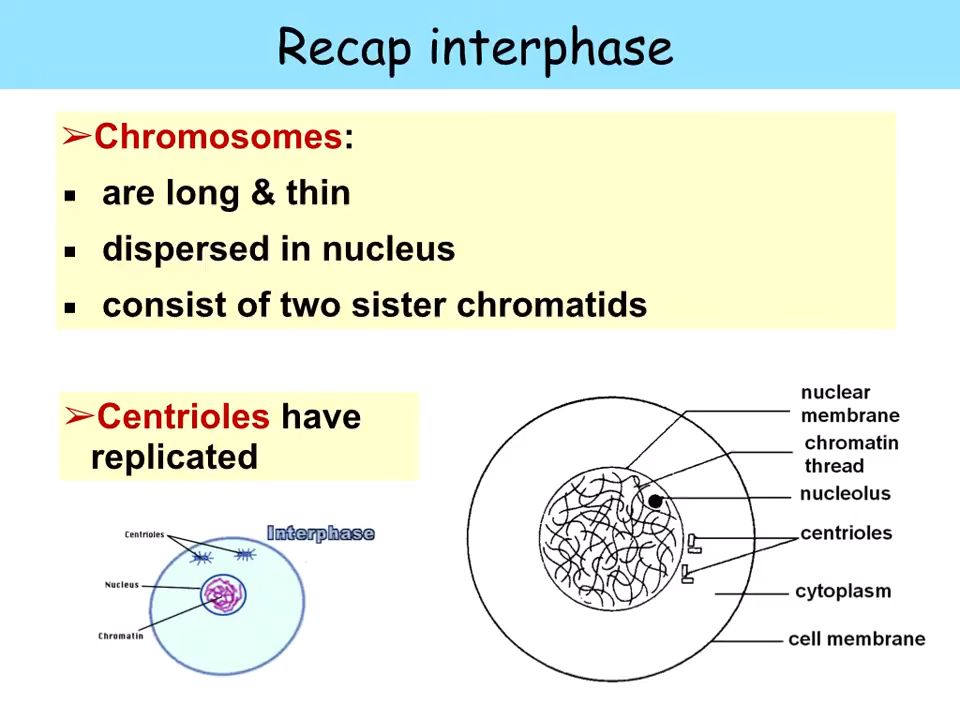 Recap interphase
➢Chromosomes:
▪ are long & thin
▪ dispersed in nucleus
▪ consist of two sister chromatids
➢Centrioles have
replicated
Centrioles
Interphase
Nucleus
Chromatin
nuclear
membrane
chromatin
thread
nucleolus
centrioles
cytoplasm
cell membrane